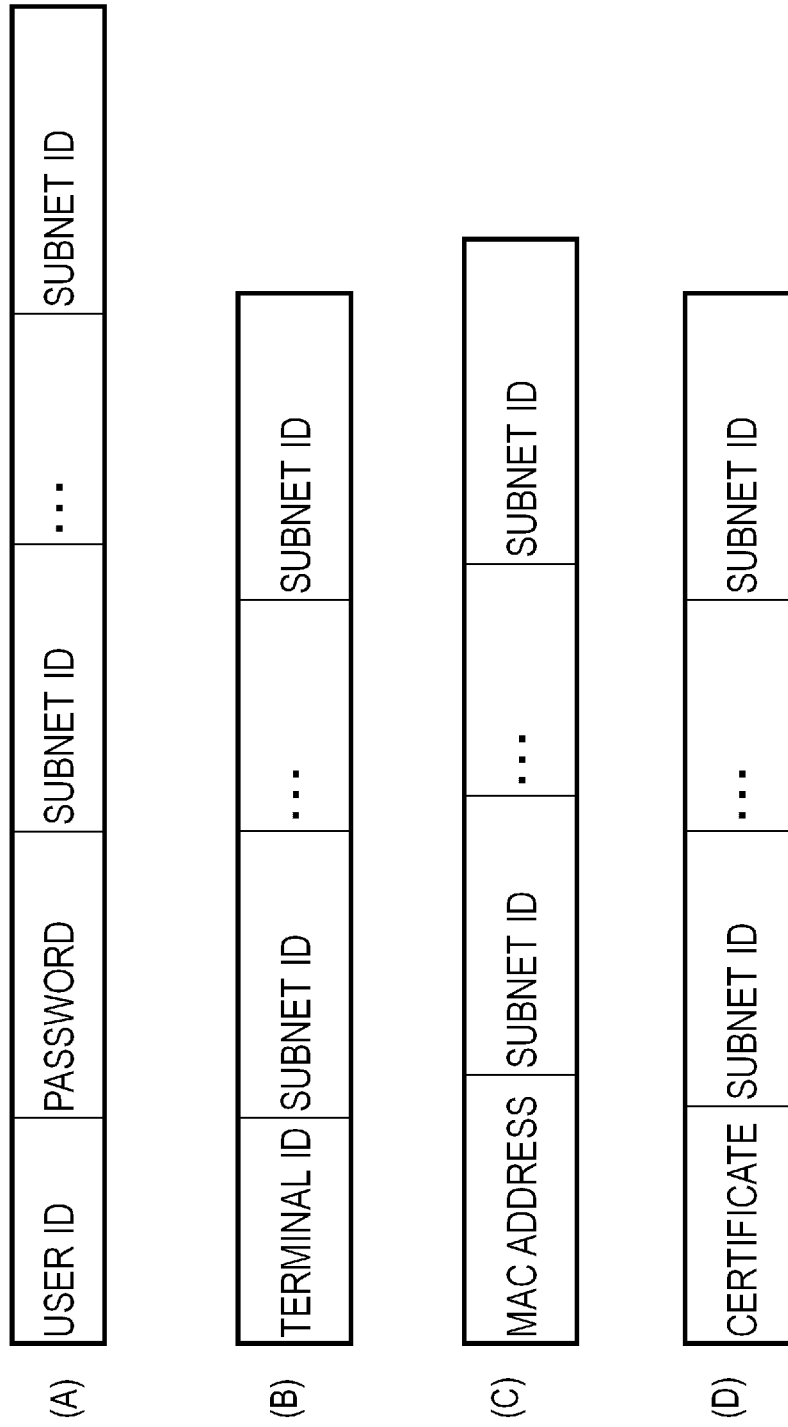 (A) USER ID PASSWORD SUBNET ID ... SUBNET ID
(B) TERMINAL ID SUBNET ID ... SUBNET ID
(C) MAC ADDRESS SUBNET ID ... SUBNET ID
(D) CERTIFICATE SUBNET ID ... SUBNET ID